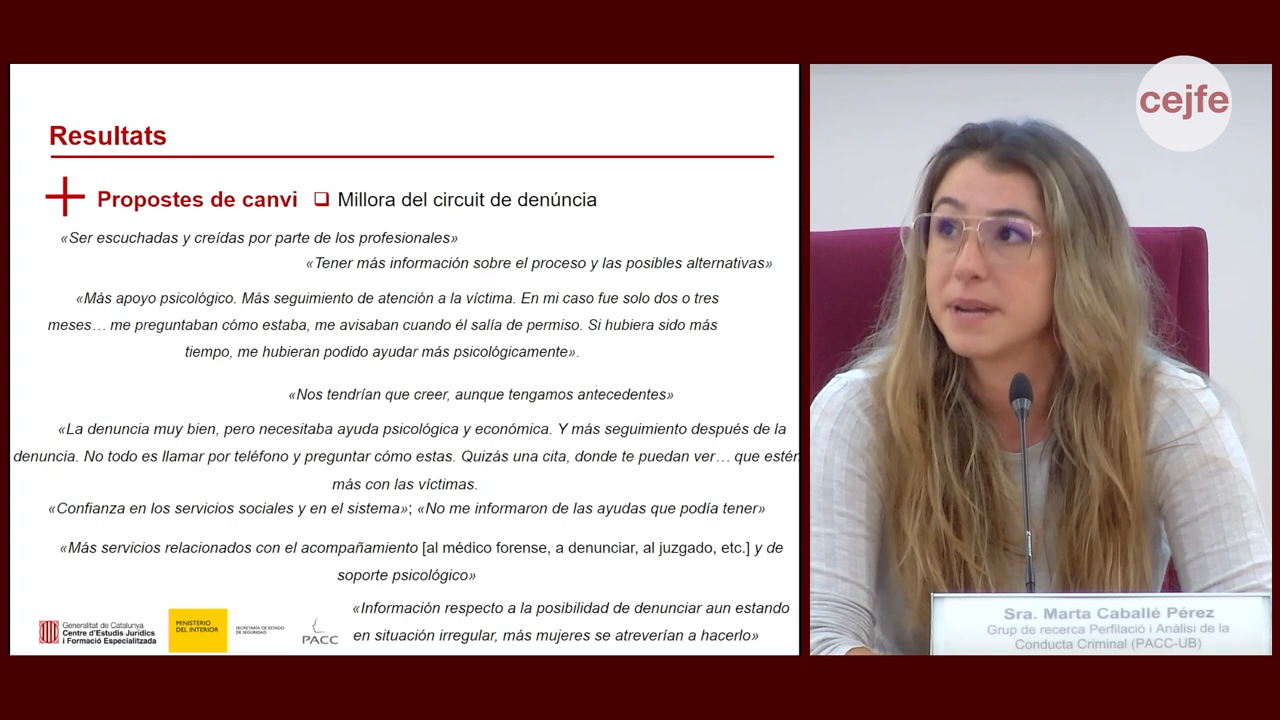 cejfe
Resultats
Propostes de canvi ❑ Millora del circuit de denúncia
«Ser escuchadas y creídas por parte de los profesionales»
«Tener más información sobre el proceso y las posibles alternativas»
«Más apoyo psicológico. Más seguimiento de atención a la víctima. En mi caso fue solo dos o tres
meses… me preguntaban cómo estaba, me avisaban cuando él salía de permiso. Si hubiera sido más
tiempo, me hubieran podido ayudar más psicológicamente».
«Nos tendrían que creer, aunque tengamos antecedentes»
«La denuncia muy bien, pero necesitaba ayuda psicológica y económica. Y más seguimiento después de la
denuncia. No todo es llamar por teléfono y preguntar cómo estas. Quizás una cita, donde te puedan ver… que estén
más con las víctimas.
«Confianza en los servicios sociales y en el sistema»; «No me informaron de las ayudas que podía tener»
«Más servicios relacionados con el acompañamiento [al médico forense, a denunciar, al juzgado, etc.] y de
soporte psicológico»
«Información respecto a la posibilidad de denunciar aun estando
en situación irregular, más mujeres se atreverían a hacerlo»
Generalitat de Catalunya
Centre d'Estudis Jurídics
i Formació Especialitzada
MINISTERIO
DEL INTERIOR
SECRETARÍA DE ESTADO
DE SEGURIDAD
PACC
Sra. Marta Caballé Pérez
Grup de recerca Perfilació i Anàlisi de la
Conducta Criminal (PACC-UB)